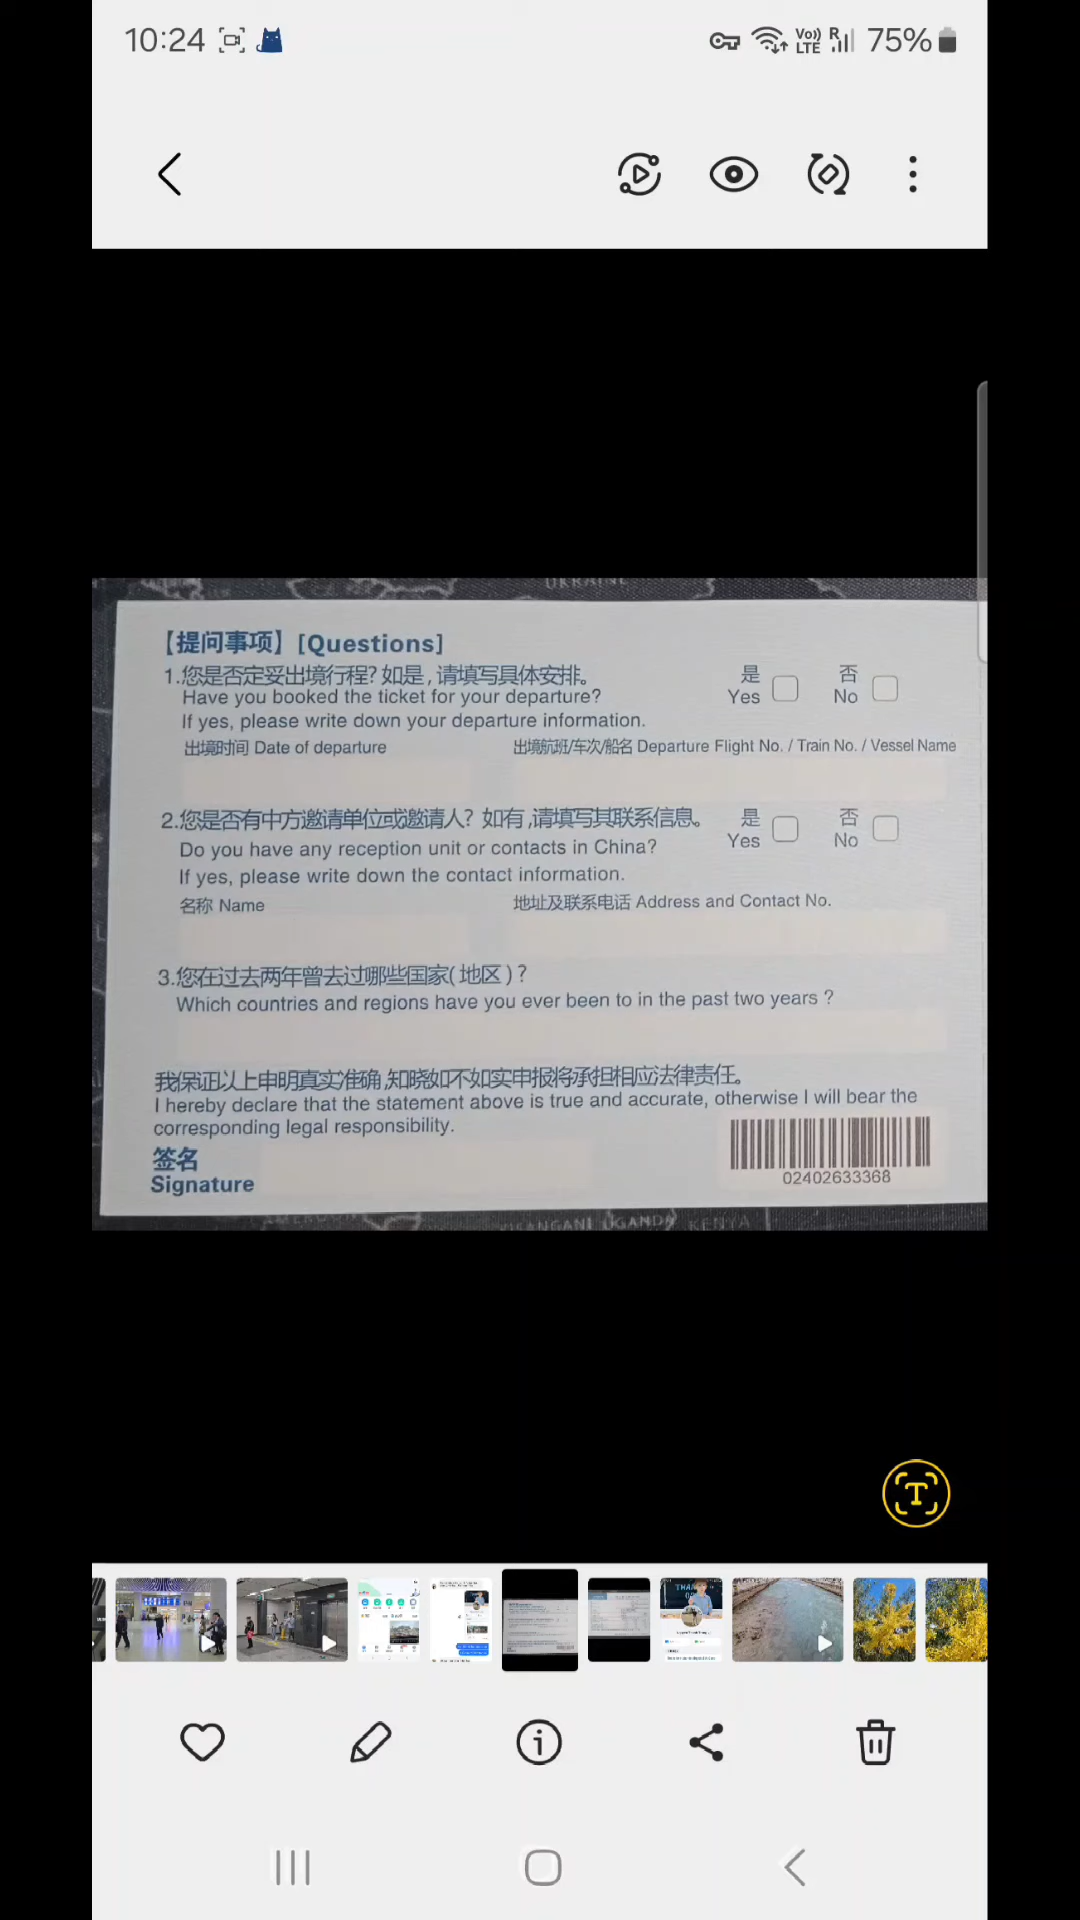 10:24
Vo))
LTE
R
75%
UKRAINE
【提问事项】[Questions]
1.您是否定妥出境行程? 如是,请填写具体安排。
是 否
Have you booked the ticket for your departure?
Yes No
If yes, please write down your departure information.
出境时间 Date of departure
出境航班/车次/船名 Departure Flight No. / Train No. / Vessel Name
2.您是否有中方邀请单位或邀请人? 如有,请填写其联系信息。
是 否
Do you have any reception unit or contacts in China?
Yes No
If yes, please write down the contact information.
名称 Name
地址及联系电话 Address and Contact No.
3.您在过去两年曾去过哪些国家(地区)?
Which countries and regions have you ever been to in the past two years ?
我保证以上申明真实准确,知晓如不如实申报将承担相应法律责任。
I hereby declare that the statement above is true and accurate, otherwise I will bear the
corresponding legal responsibility.
签名
Signature
02402633368
UGANDA KENYA
T